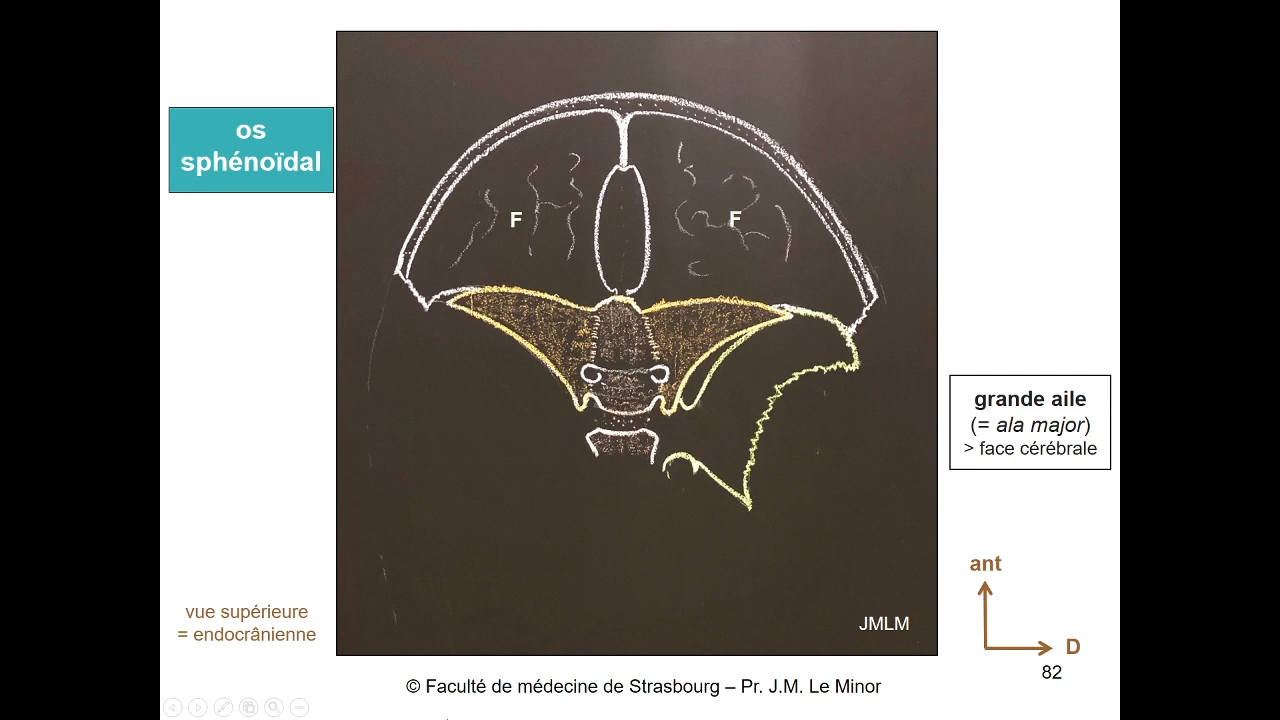 os
sphénoïdal
F
F
grande aile
(= ala major)
> face cérébrale
ant
D
vue supérieure
= endocrânienne
JMLM
82
© Faculté de médecine de Strasbourg – Pr. J.M. Le Minor